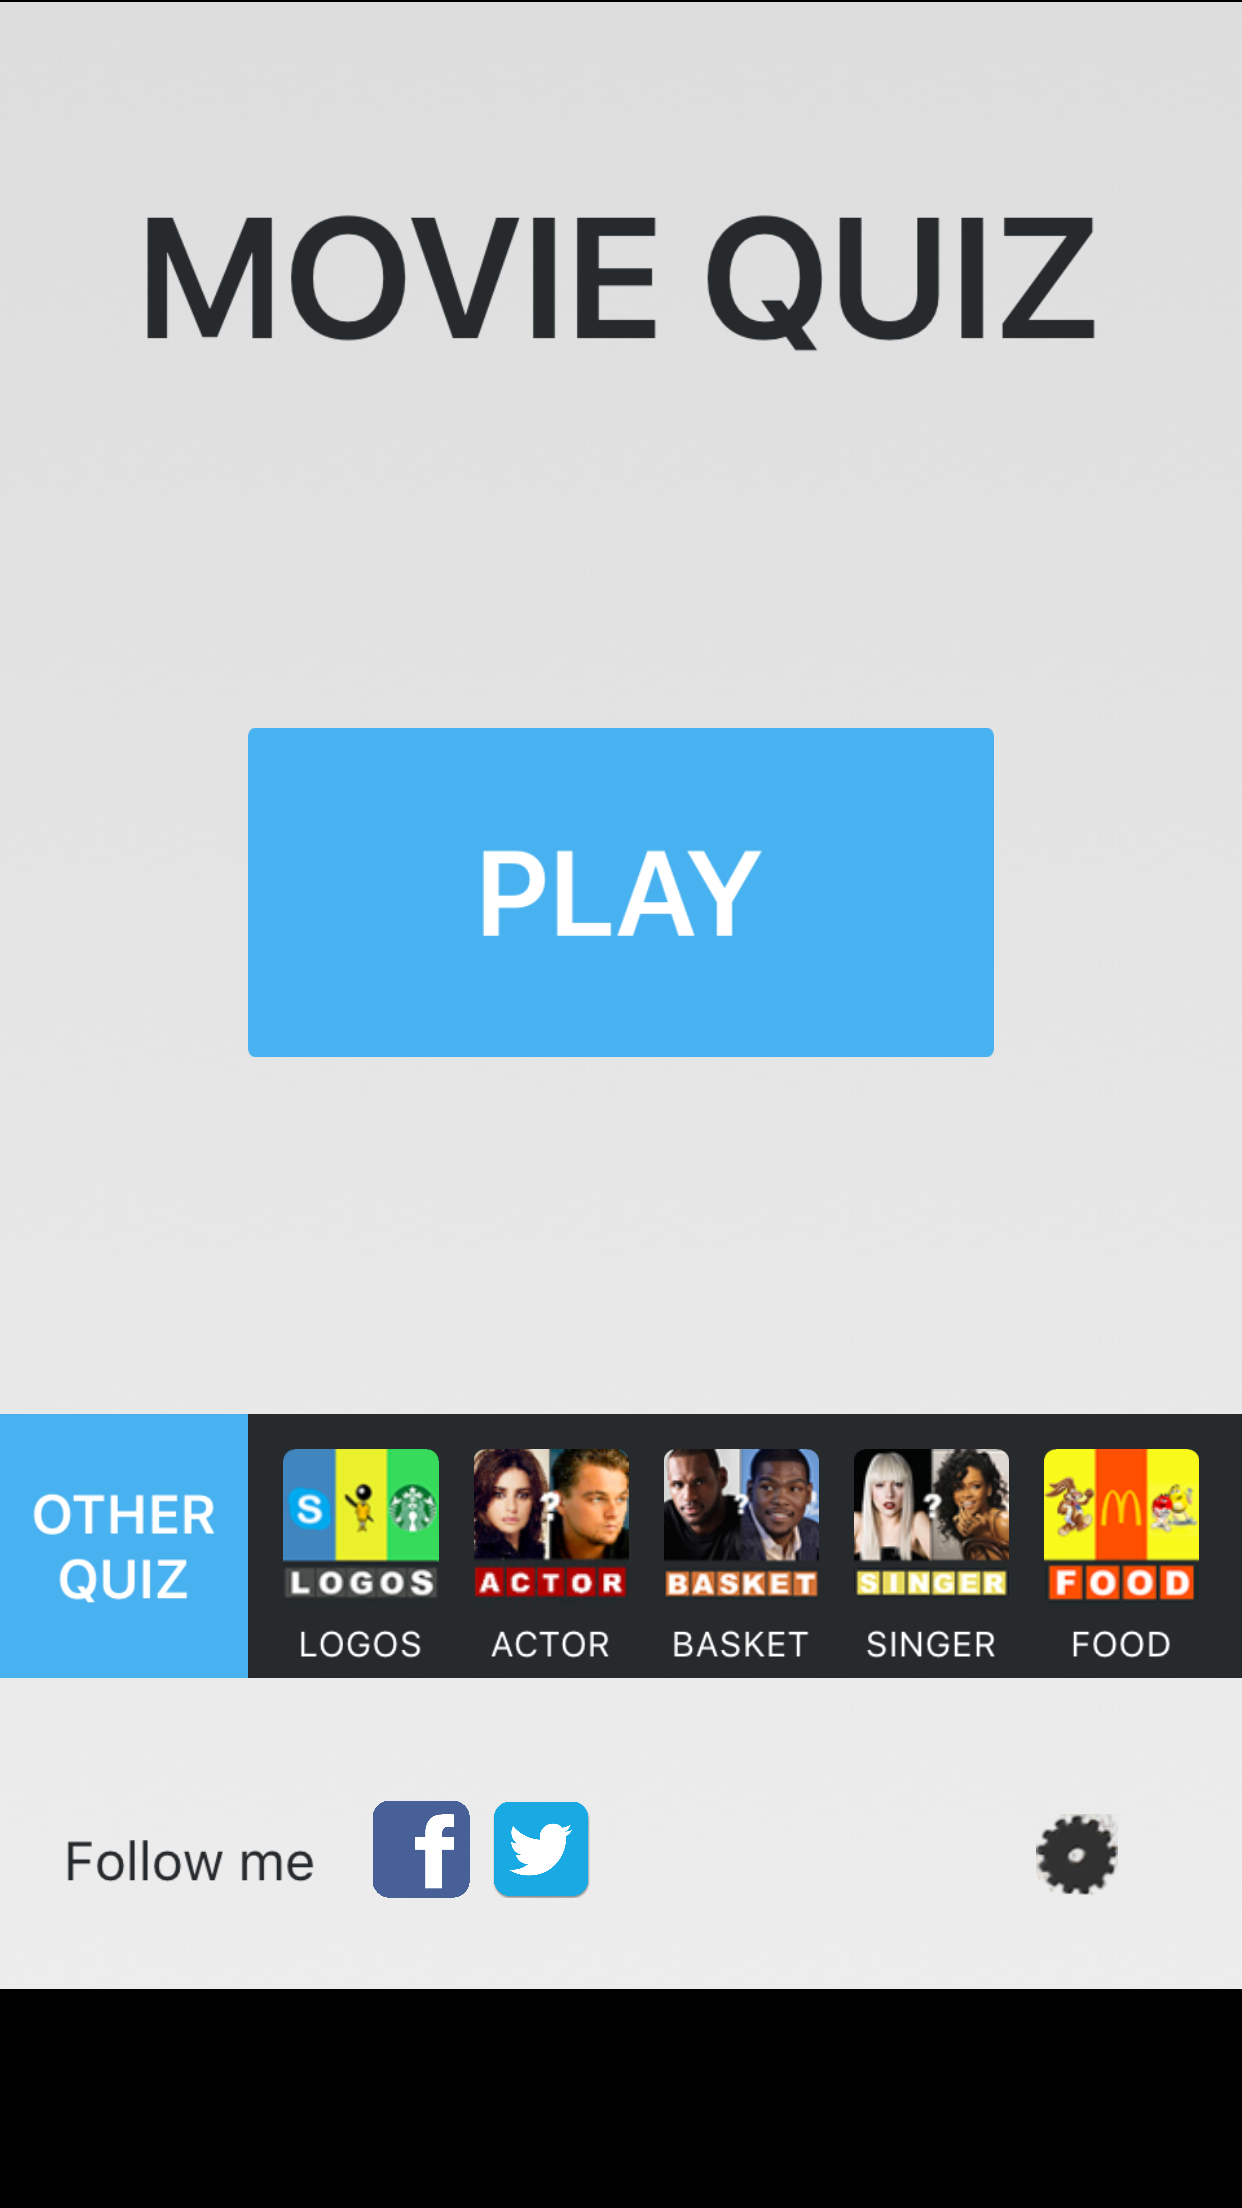 MOVIE QUIZ
PLAY
OTHER
QUIZ
LOGOS ACTOR BASKET SINGER FOOD
LOGOS ACTOR BASKET SINGER FOOD
Follow me